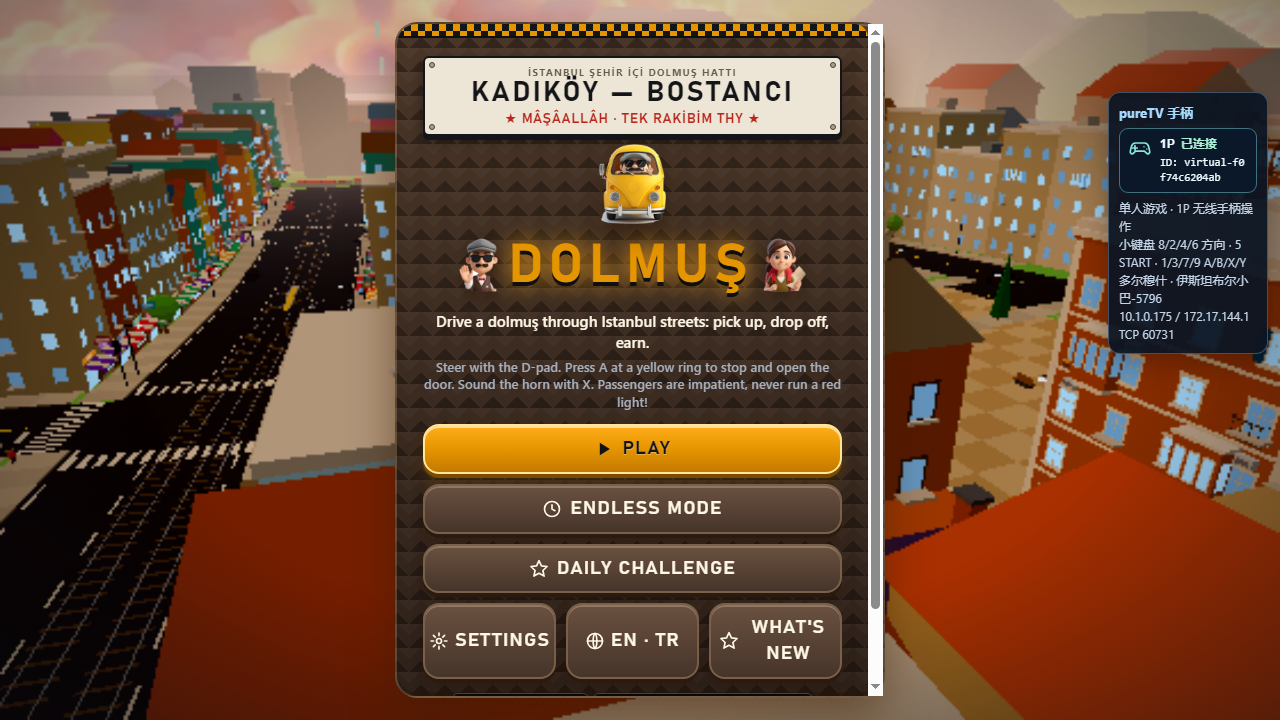 İSTANBUL ŞEHİR İÇİ DOLMUŞ HATTI
KADIKÖY — BOSTANCI
★ MÂŞÂALLÂH · TEK RAKİBİM THY ★
DOLMUŞ
Drive a dolmuş through Istanbul streets: pick up, drop off,
earn.
Steer with the D-pad. Press A at a yellow ring to stop and open the
door. Sound the horn with X. Passengers are impatient, never run a red
light!
PLAY
ENDLESS MODE
DAILY CHALLENGE
SETTINGS
EN · TR
WHAT'S
NEW
pureTV 手柄
1P 已连接
ID: virtual-f0
f74c6204ab
单人游戏 · 1P 无线手柄操
作
小键盘 8/2/4/6 方向 · 5
START · 1/3/7/9 A/B/X/Y
多尔穆什 · 伊斯坦布尔小
巴-5796
10.1.0.175 / 172.17.144.1
TCP 60731